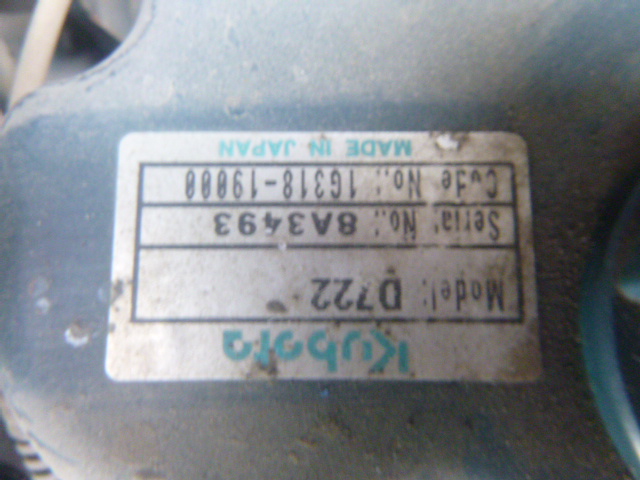 Kubota
Model: D722
Serial No.: 8A3493
Code No.: 1G318-19000
MADE IN JAPAN